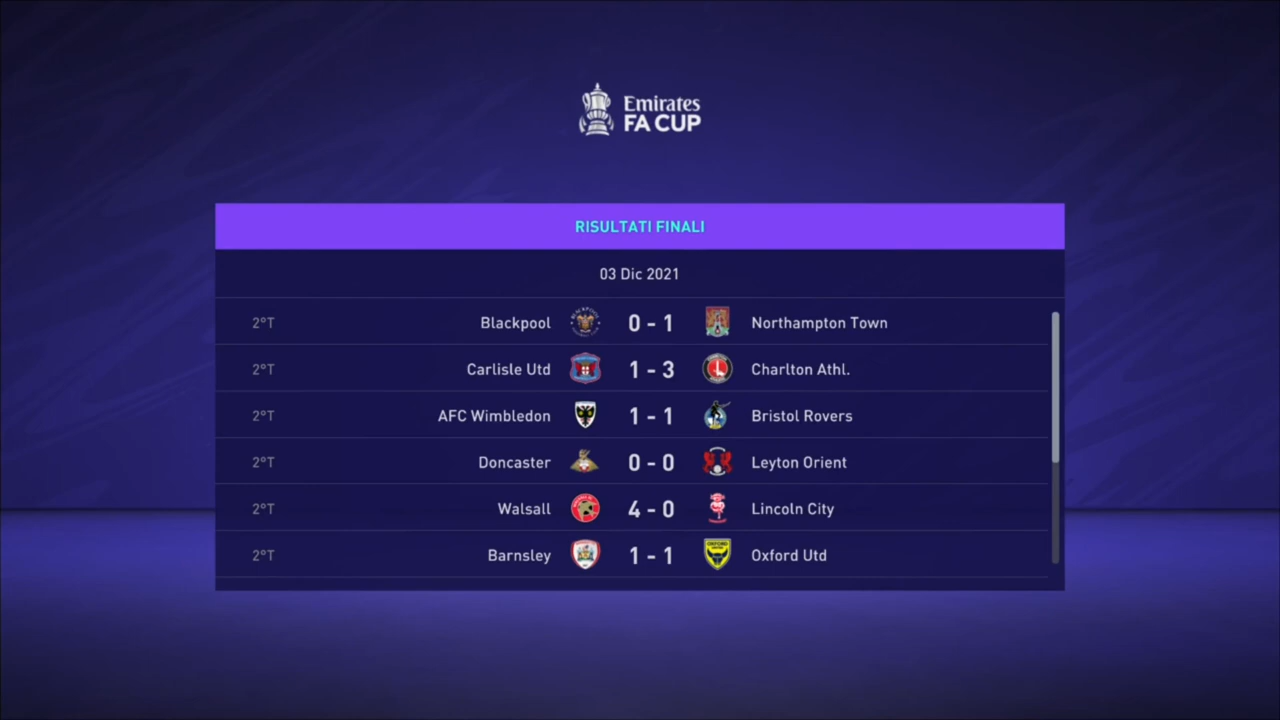 Emirates
FA CUP
RISULTATI FINALI
03 Dic 2021
2°T Blackpool 0 - 1 Northampton Town
2°T Carlisle Utd 1 - 3 Charlton Athl.
2°T AFC Wimbledon 1 - 1 Bristol Rovers
2°T Doncaster 0 - 0 Leyton Orient
2°T Walsall 4 - 0 Lincoln City
2°T Barnsley 1 - 1 Oxford Utd